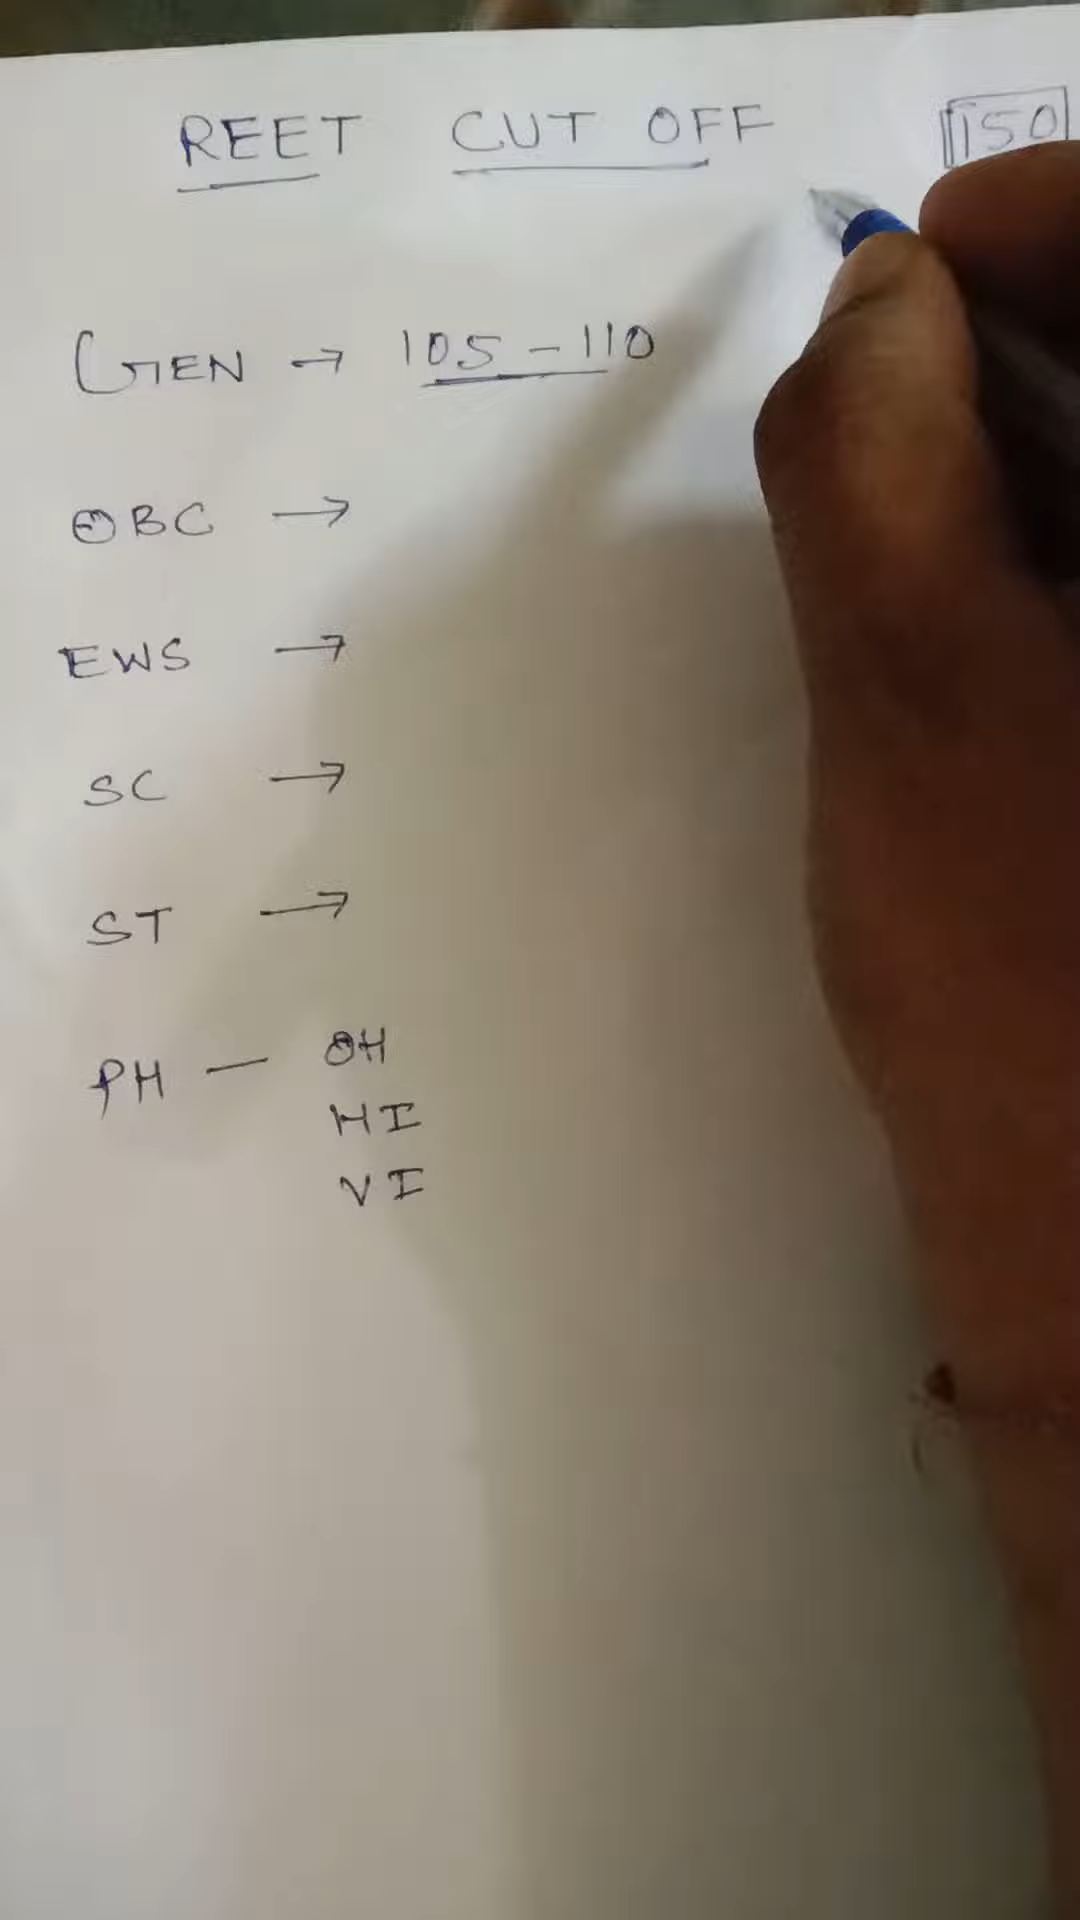 REET CUT OFF 150
GEN → 105 - 110
OBC →
EWS →
SC →
ST →
PH — OH
HI
VI